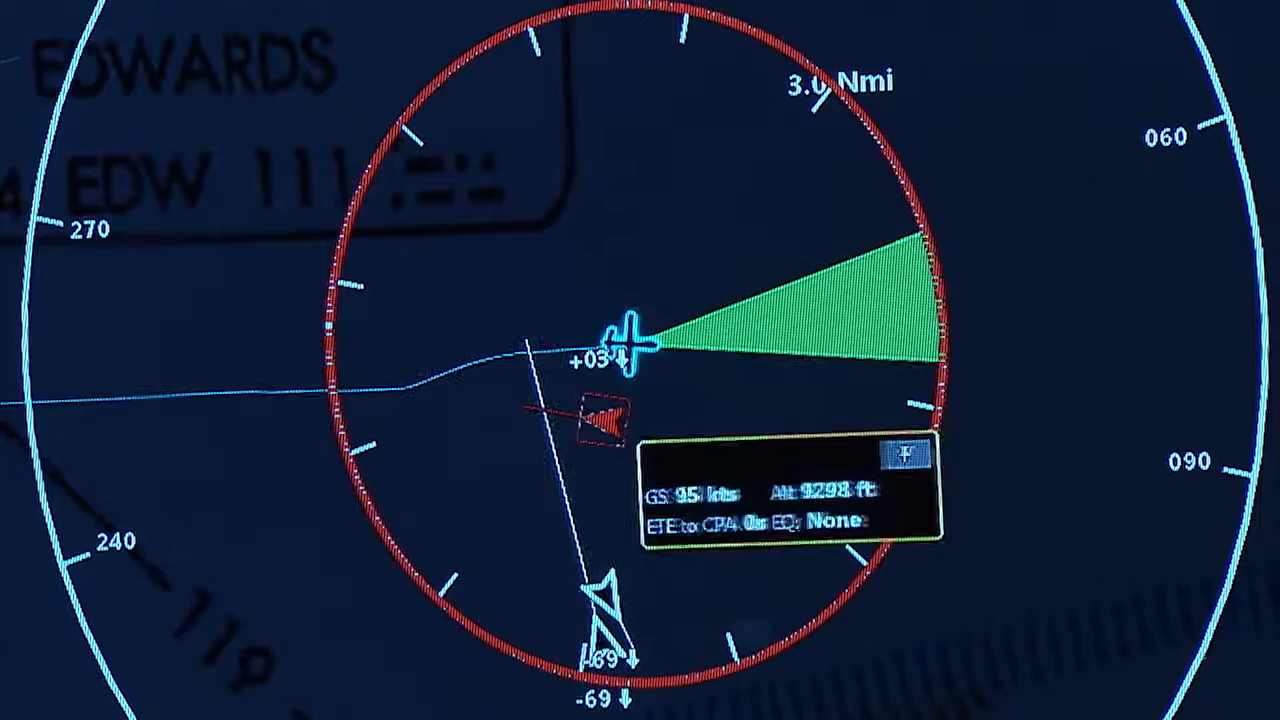 EDWARDS
3.0 Nmi
060
EDW 111
270
+03
GS: 95 kts Alt: 9298 ft
090
ETE to CPA: 0s EQ: None
240
119
-69
-69